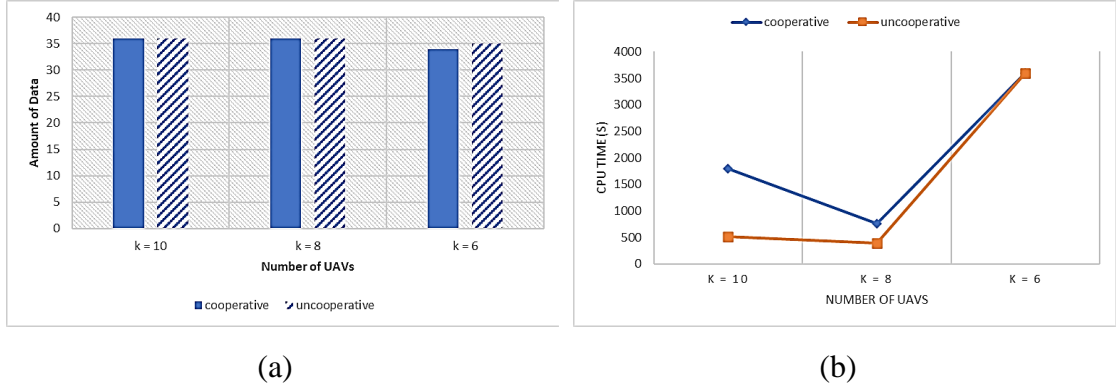 40
35
30
25
20
15
10
5
0
Amount of Data
k = 10 k = 8 k = 6
Number of UAVs
cooperative uncooperative
(a)
cooperative uncooperative
4000
3500
3000
2500
2000
1500
1000
500
0
CPU TIME(S)
K = 10 K = 8 K = 6
NUMBER OF UAVS
(b)